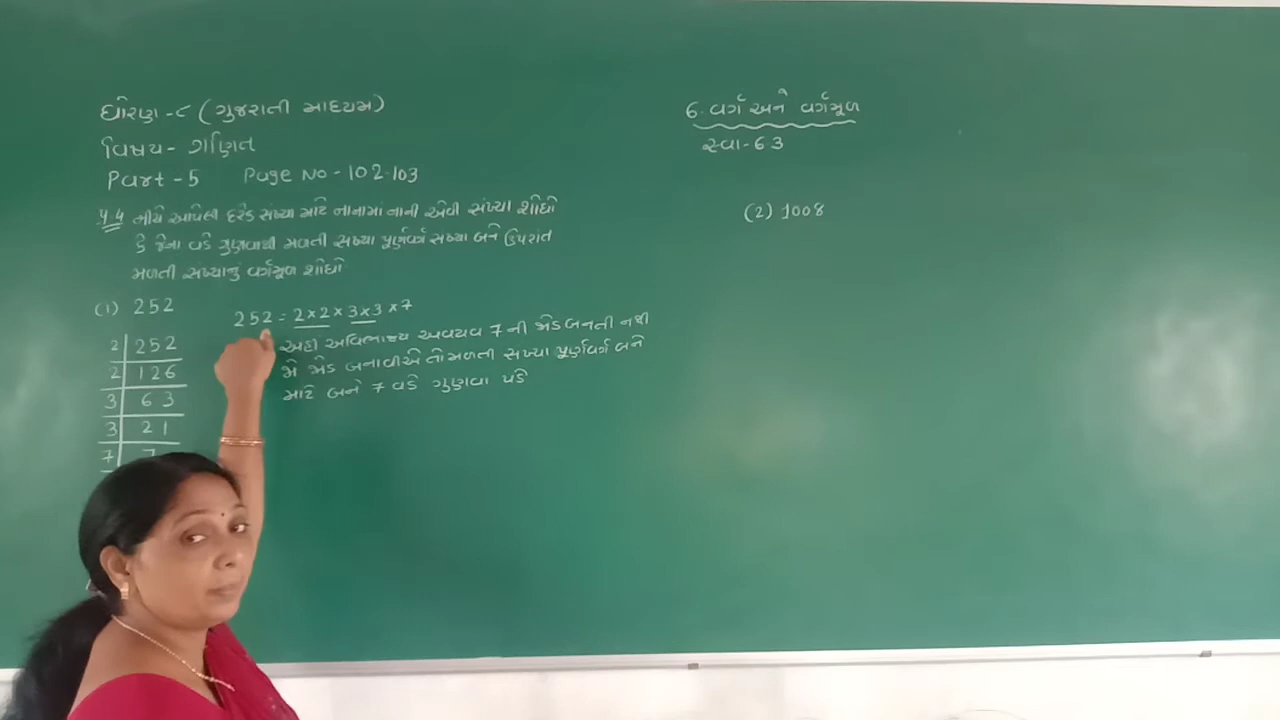 ધોરણ-૮ (ગુજરાતી માધ્યમ)
વિષય- ગણિત
Part-5 Page No-102-103
પ્ર.4 નીચે આપેલી દરેક સંખ્યા માટે નાનામાં નાની એવી સંખ્યા શોધો
કે જેના વડે ગુણવાથી મળતી સંખ્યા પૂર્ણવર્ગ સંખ્યા બને ઉપરાંત
મળતી સંખ્યાનું વર્ગમૂળ શોધો
(1) 252
2 252
2 126
3 63
3 21
7 7
252 = 2×2×3×3×7
અહીં અવિભાજ્ય અવયવ 7 ની જોડ બનતી નથી
જો જોડ બનાવીએ તો મળતી સંખ્યા પૂર્ણવર્ગ બને
માટે બંને 7 વડે ગુણવા પડે
6. વર્ગ અને વર્ગમૂળ
સ્વા-6.3
(2) 1008